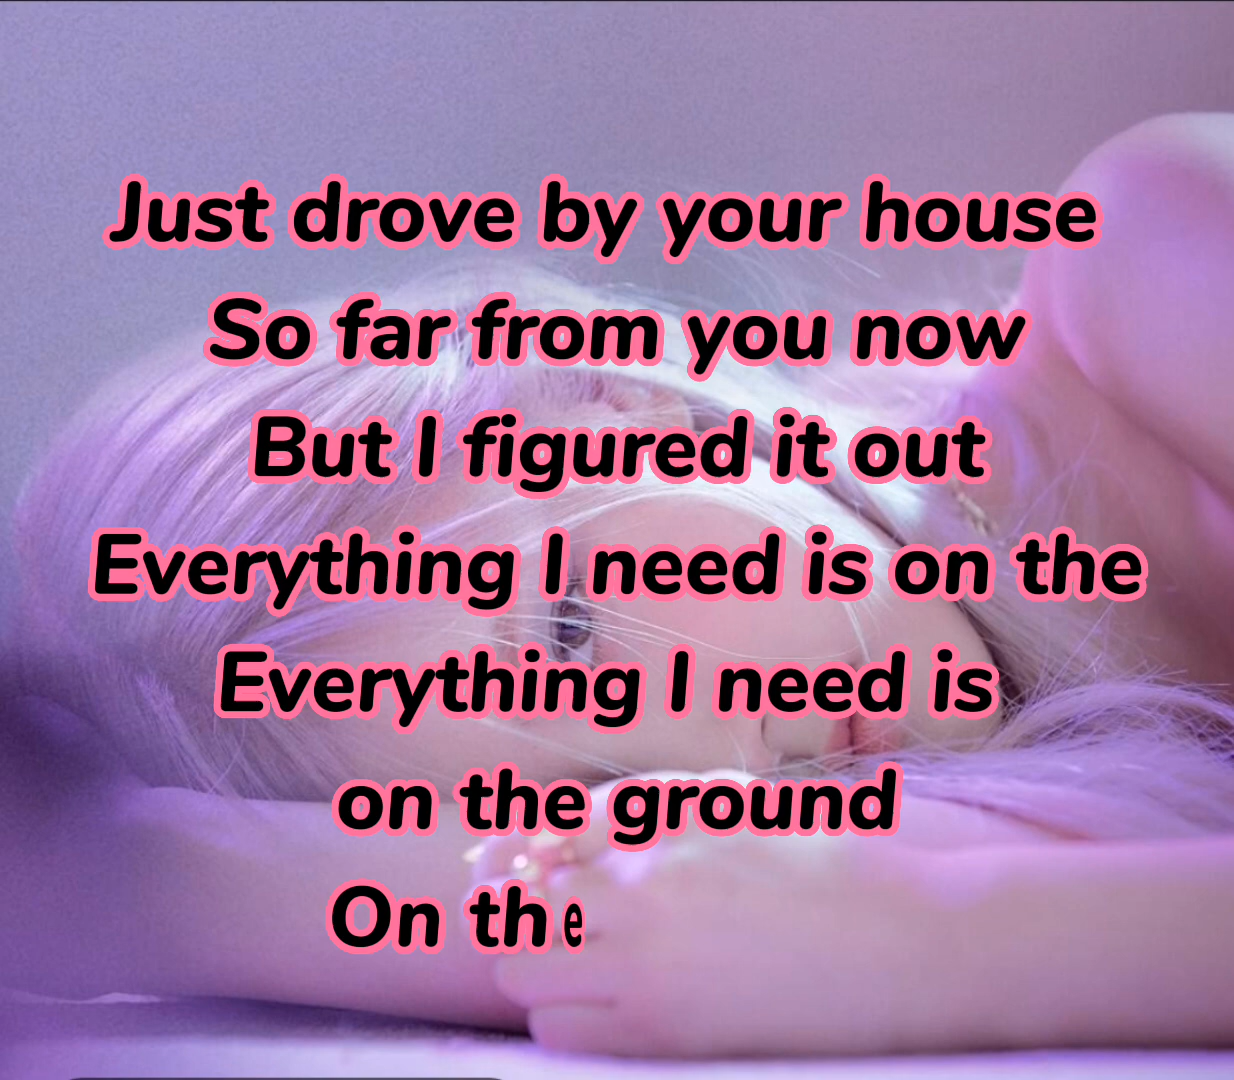 Just drove by your house
So far from you now
But I figured it out
Everything I need is on the
Everything I need is
on the ground
On the